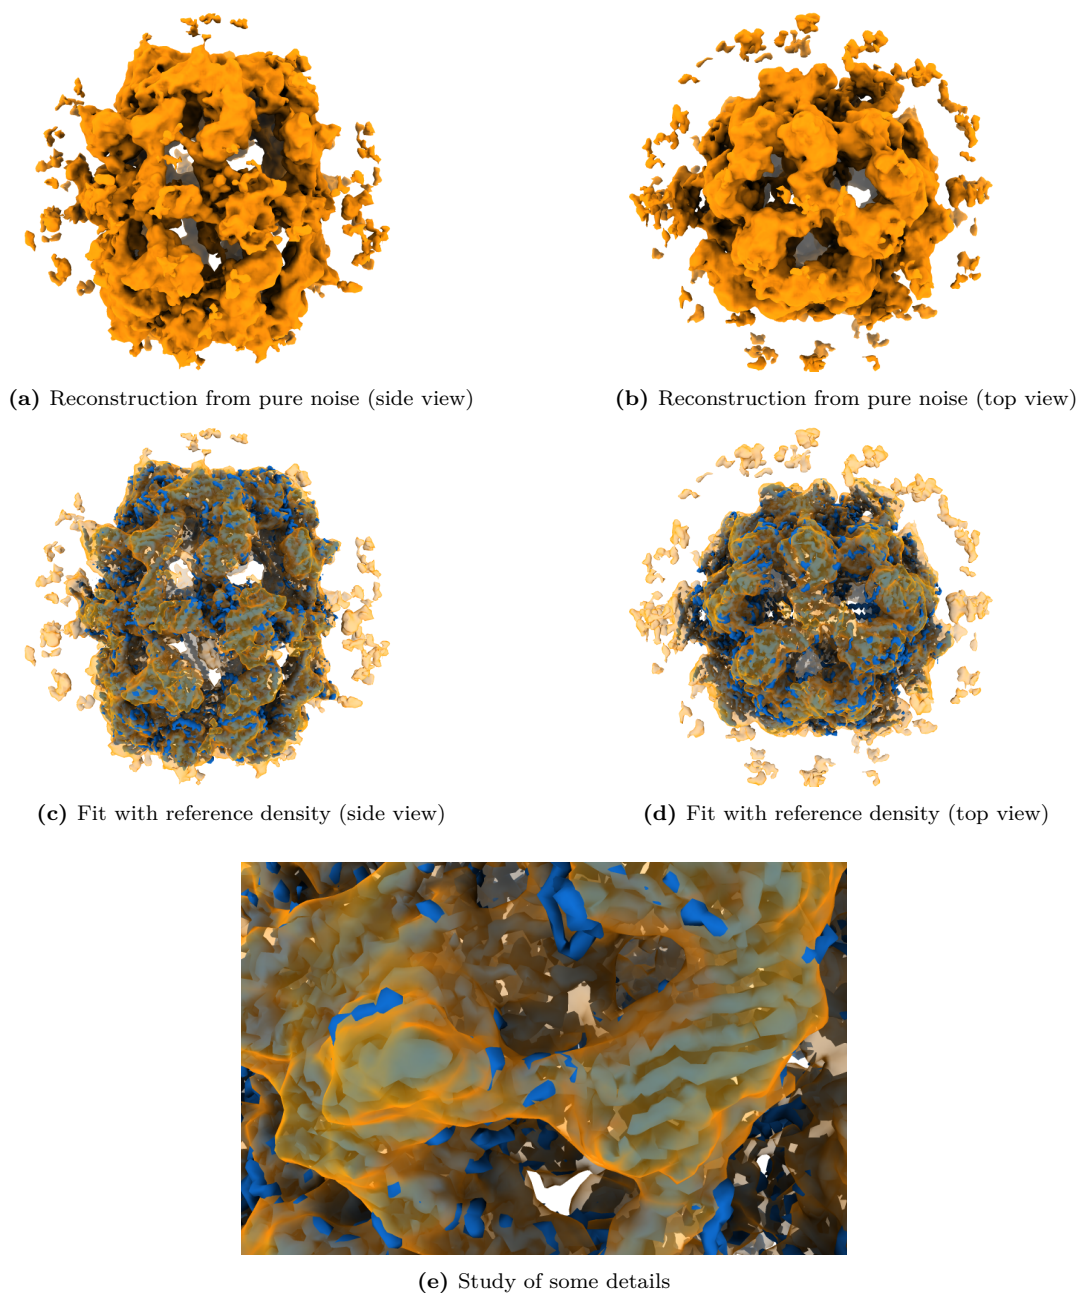 (a) Reconstruction from pure noise (side view)
(b) Reconstruction from pure noise (top view)
(c) Fit with reference density (side view)
(d) Fit with reference density (top view)
(e) Study of some details